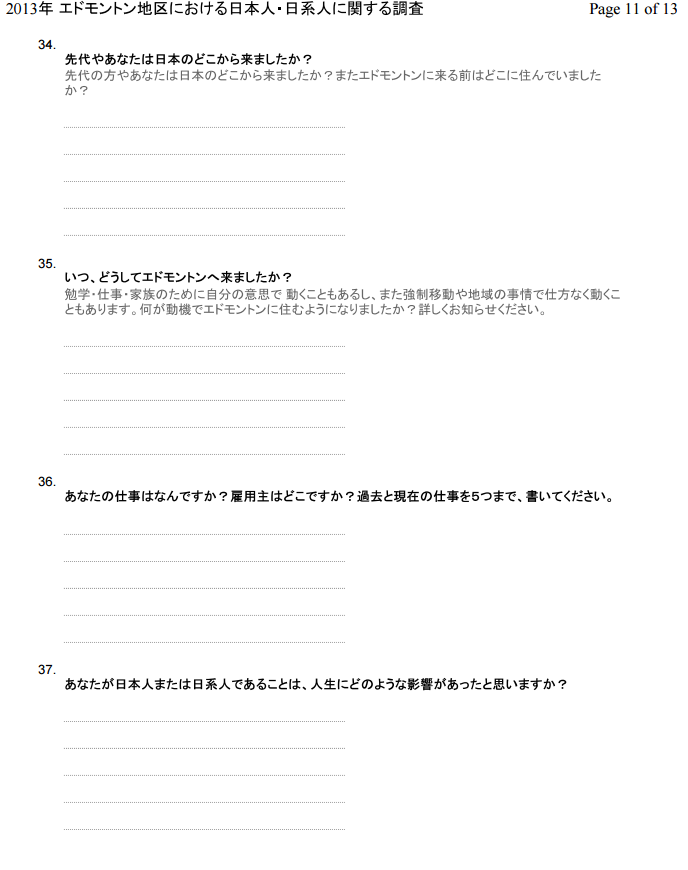 2013年 エドモントン地区における日本人・日系人に関する調査 Page 11 of 13
34.
先代やあなたは日本のどこから来ましたか？
先代の方やあなたは日本のどこから来ましたか？またエドモントンに来る前はどこに住んでいました
か？
35.
いつ、どうしてエドモントンへ来ましたか？
勉学・仕事・家族のために自分の意思で 動くこともあるし、また強制移動や地域の事情で仕方なく動くこ
ともあります。何が動機でエドモントンに住むようになりましたか？詳しくお知らせください。
36.
あなたの仕事はなんですか？雇用主はどこですか？過去と現在の仕事を５つまで、書いてください。
37.
あなたが日本人または日系人であることは、人生にどのような影響があったと思いますか？